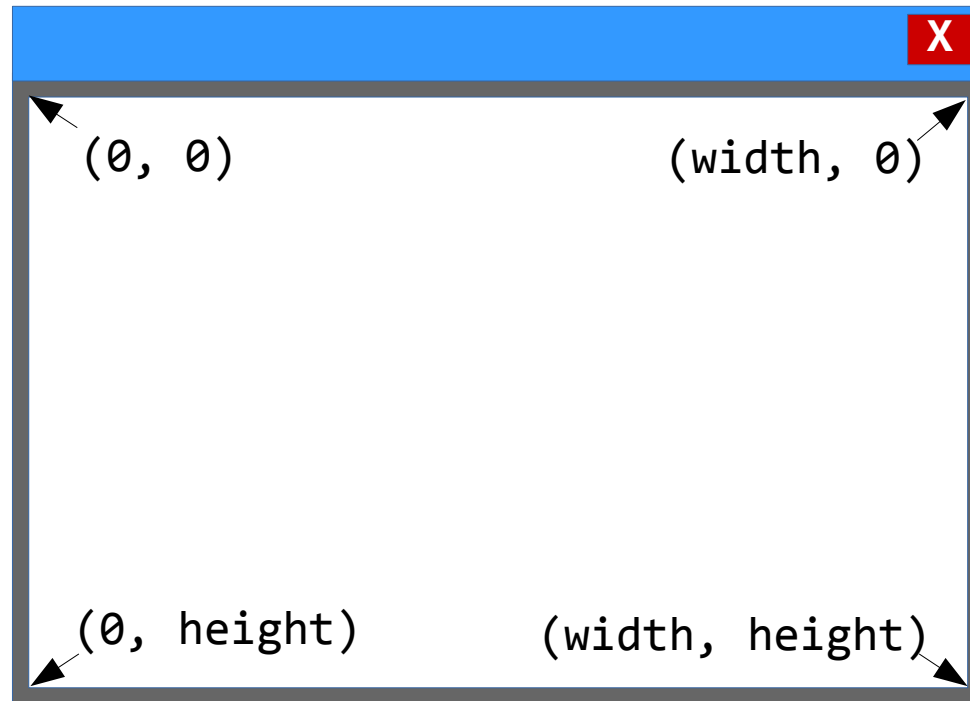 X
(0, 0)
(width, 0)
(0, height)
(width, height)